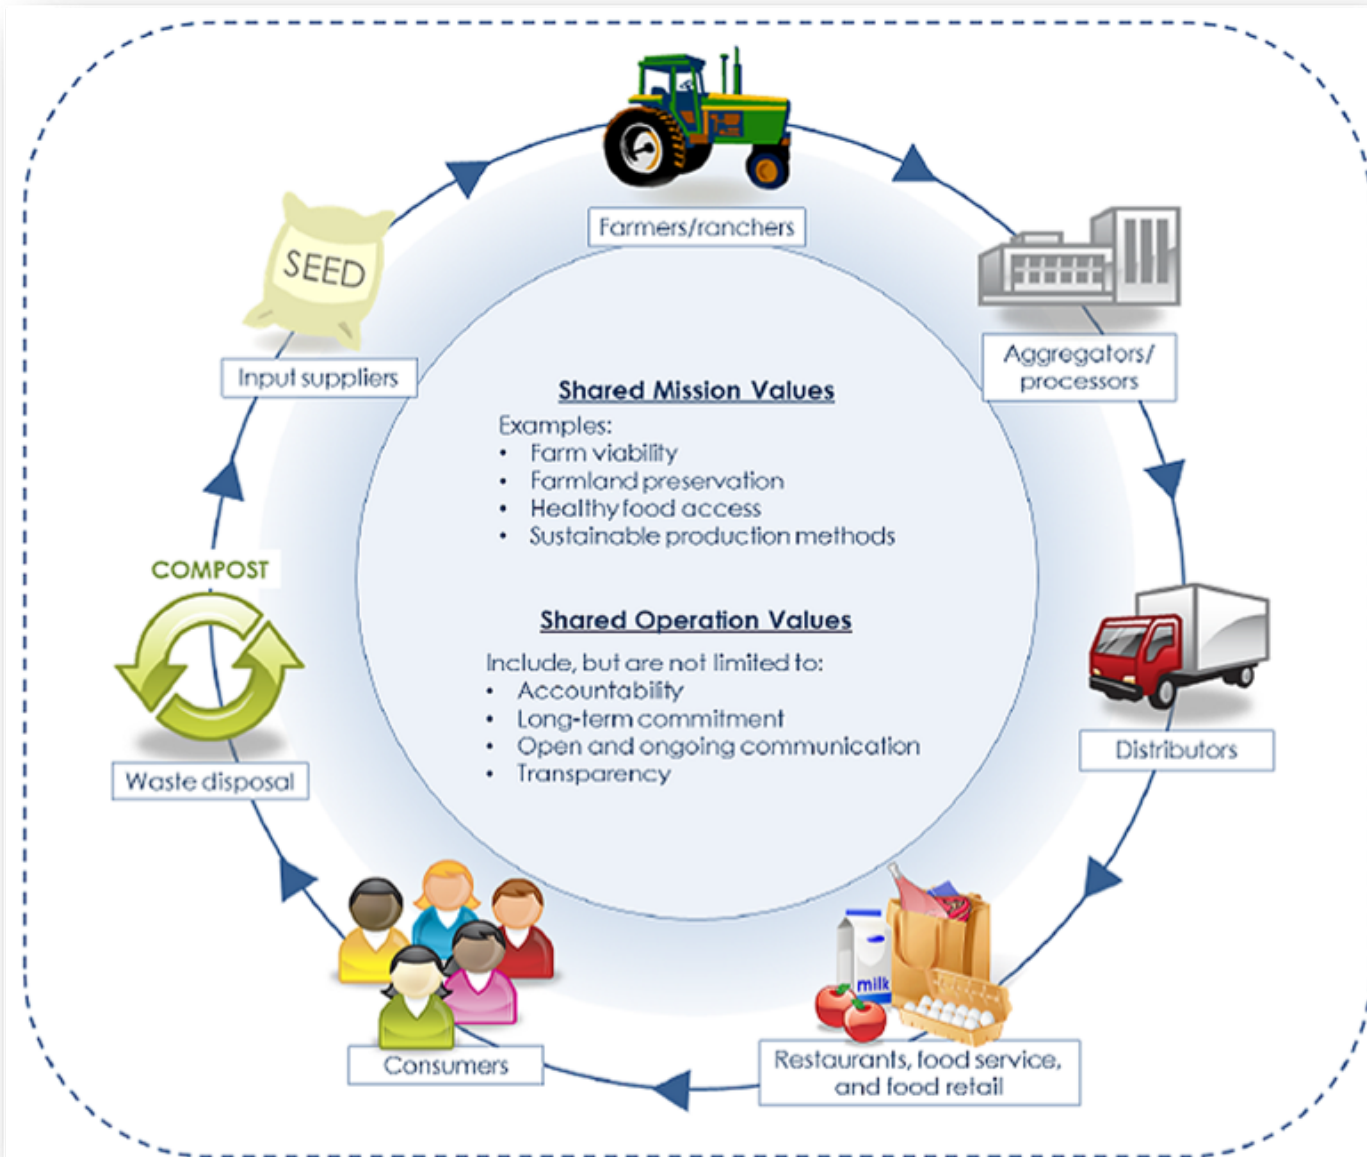 Farmers/ranchers
SEED
Input suppliers
Aggregators/
processors
Shared Mission Values
Examples:
• Farm viability
• Farmland preservation
• Healthy food access
• Sustainable production methods
COMPOST
Shared Operation Values
Include, but are not limited to:
• Accountability
• Long-term commitment
• Open and ongoing communication
• Transparency
Distributors
Waste disposal
milk
Consumers
Restaurants, food service,
and food retail